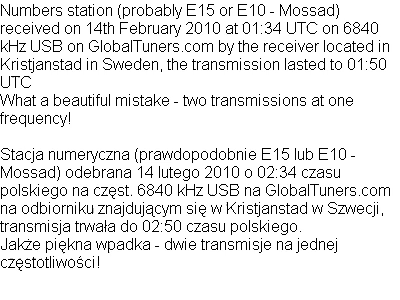 Numbers station (probably E15 or E10 - Mossad)
received on 14th February 2010 at 01:34 UTC on 6840
kHz USB on GlobalTuners.com by the receiver located in
Kristjanstad in Sweden, the transmission lasted to 01:50
UTC
What a beautiful mistake - two transmissions at one
frequency!

Stacja numeryczna (prawdopodobnie E15 lub E10 -
Mossad) odebrana 14 lutego 2010 o 02:34 czasu
polskiego na częst. 6840 kHz USB na GlobalTuners.com
na odbiorniku znajdującym się w Kristjanstad w Szwecji,
transmisja trwała do 02:50 czasu polskiego.
Jakże piękna wpadka - dwie transmisje na jednej
częstotliwości!